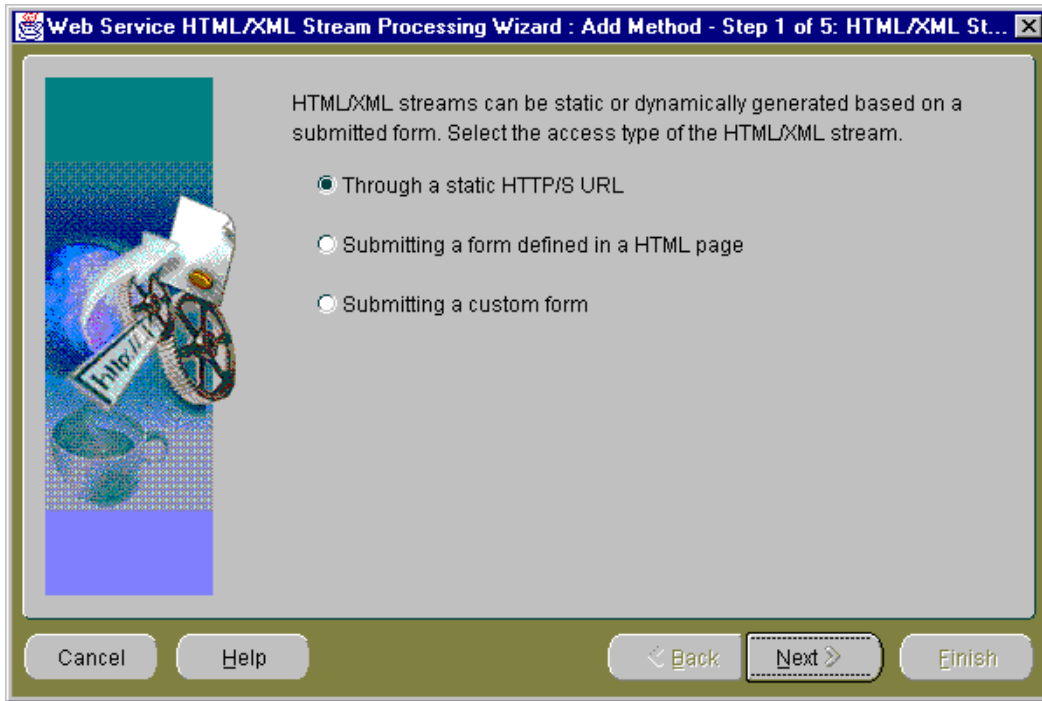 Web Service HTML/XML Stream Processing Wizard : Add Method - Step 1 of 5: HTML/XML St...
HTML/XML streams can be static or dynamically generated based on a
submitted form. Select the access type of the HTML/XML stream.
Through a static HTTP/S URL
Submitting a form defined in a HTML page
Submitting a custom form
http://
Cancel
Help
Back
Next
Finish